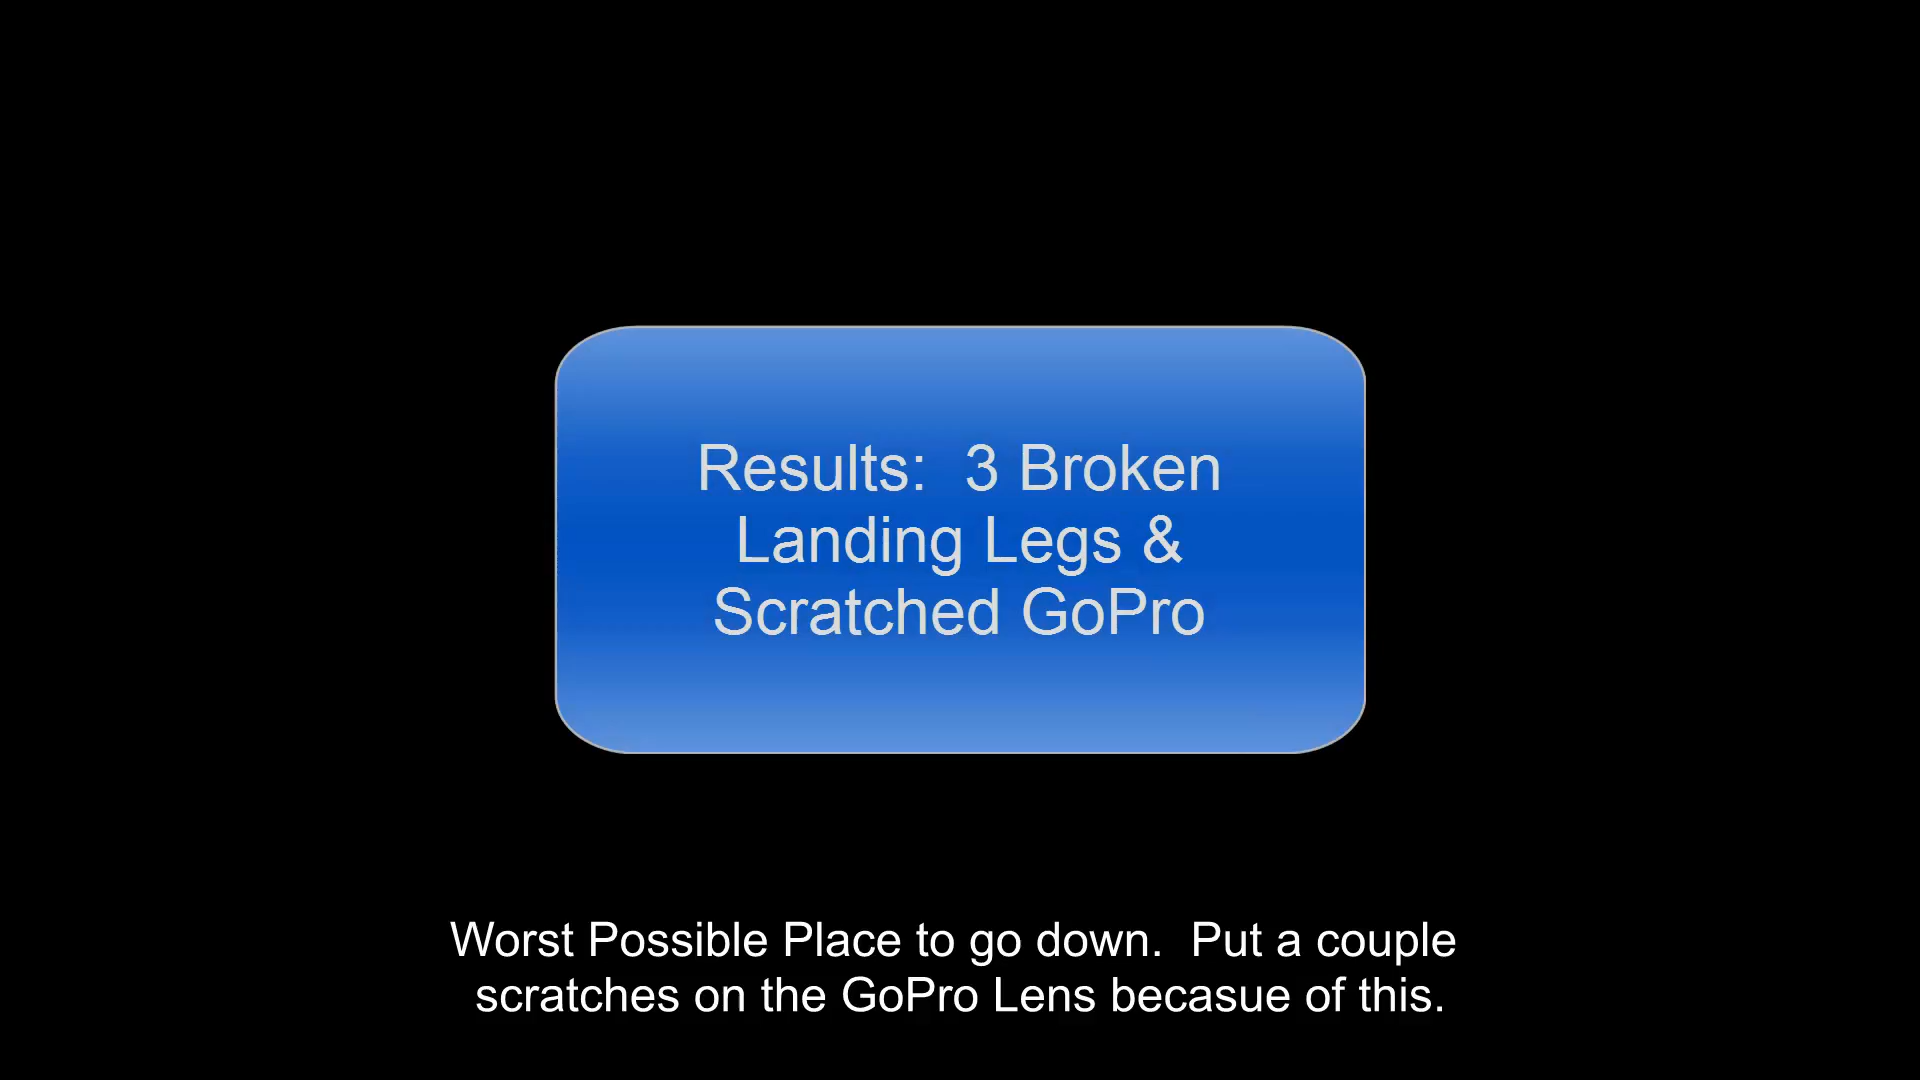 Results:  3 Broken
Landing Legs &
Scratched GoPro
Worst Possible Place to go down.  Put a couple
scratches on the GoPro Lens becasue of this.